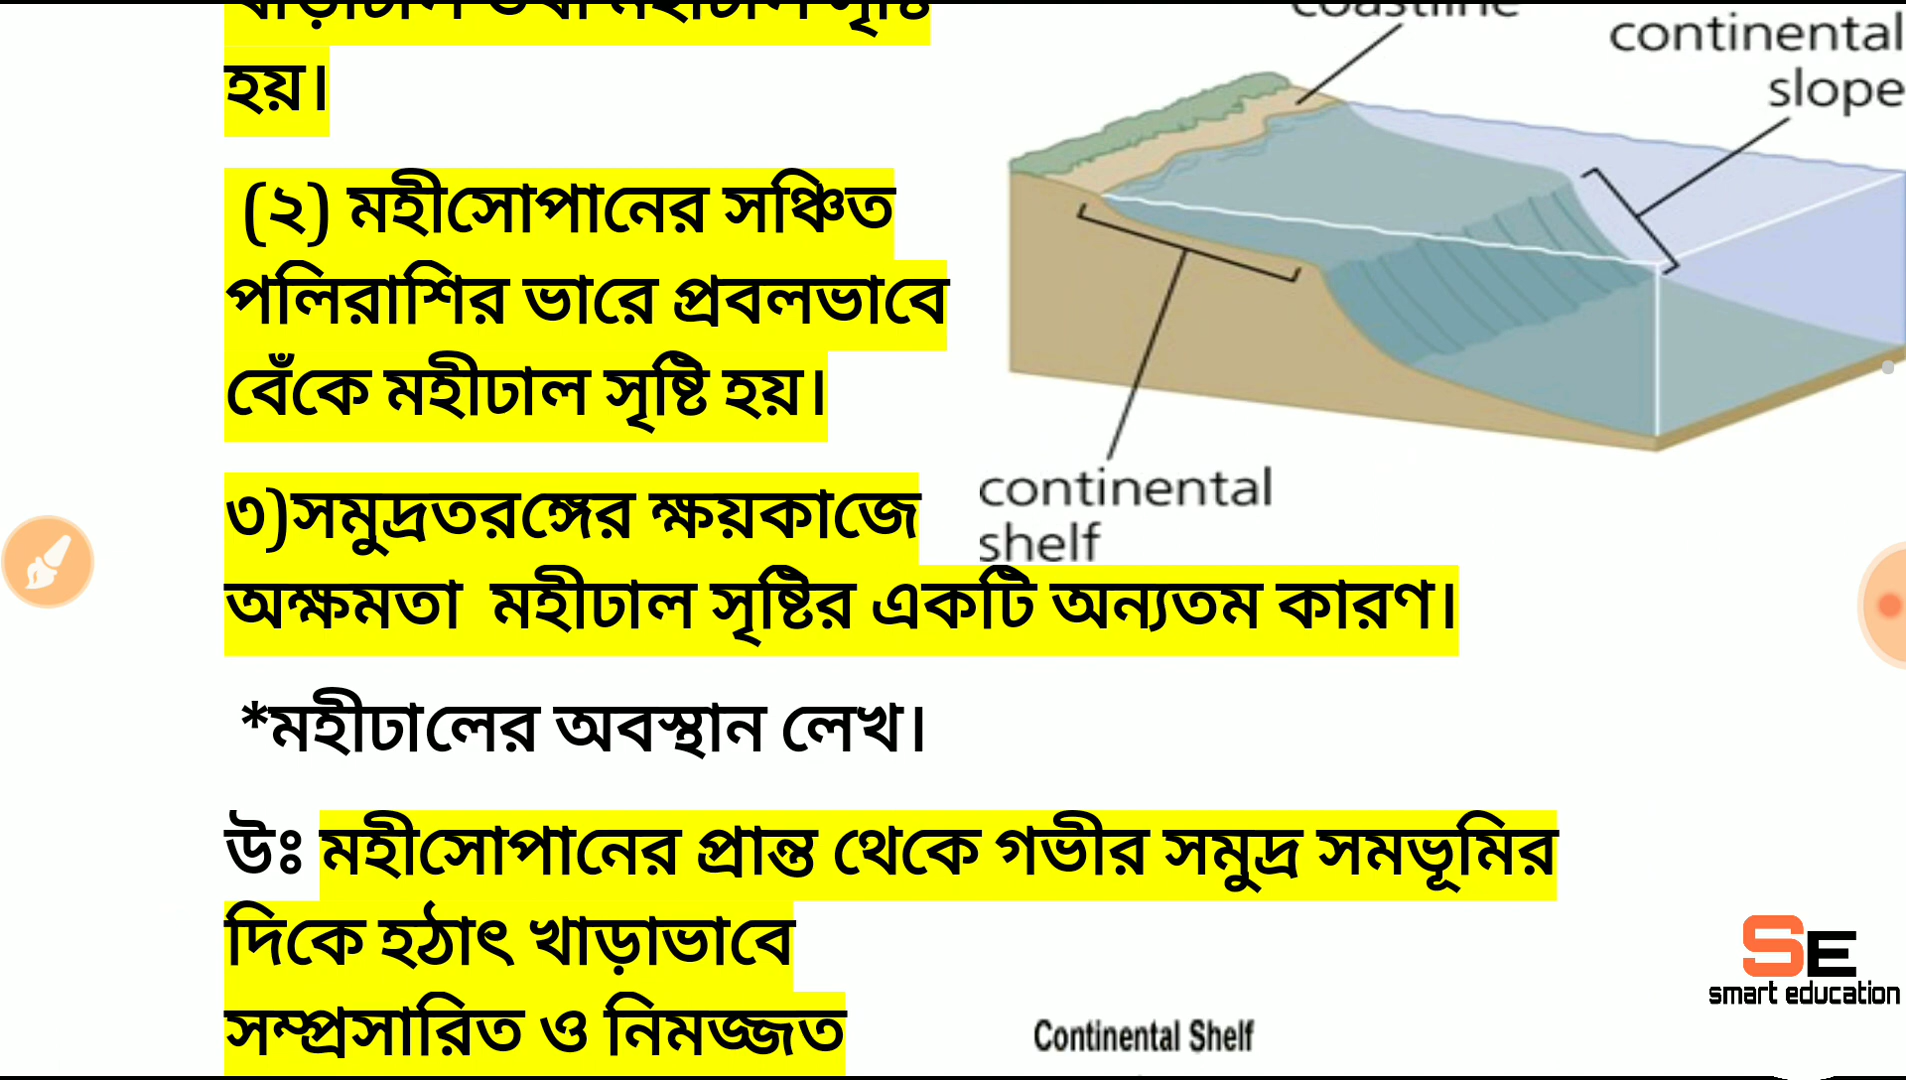 হয়।
(২) মহীসোপানের সঞ্চিত
পলিরাশির ভারে প্রবলভাবে
বেঁকে মহীঢাল সৃষ্টি হয়।
৩)সমুদ্রতরঙ্গের ক্ষয়কাজে
অক্ষমতা মহীঢাল সৃষ্টির একটি অন্যতম কারণ।
*মহীঢালের অবস্থান লেখ।
উঃ মহীসোপানের প্রান্ত থেকে গভীর সমুদ্র সমভূমির
দিকে হঠাৎ খাড়াভাবে
সম্প্রসারিত ও নিমজ্জত
coastline
continental
slope
continental
shelf
Continental Shelf
SE
smart education